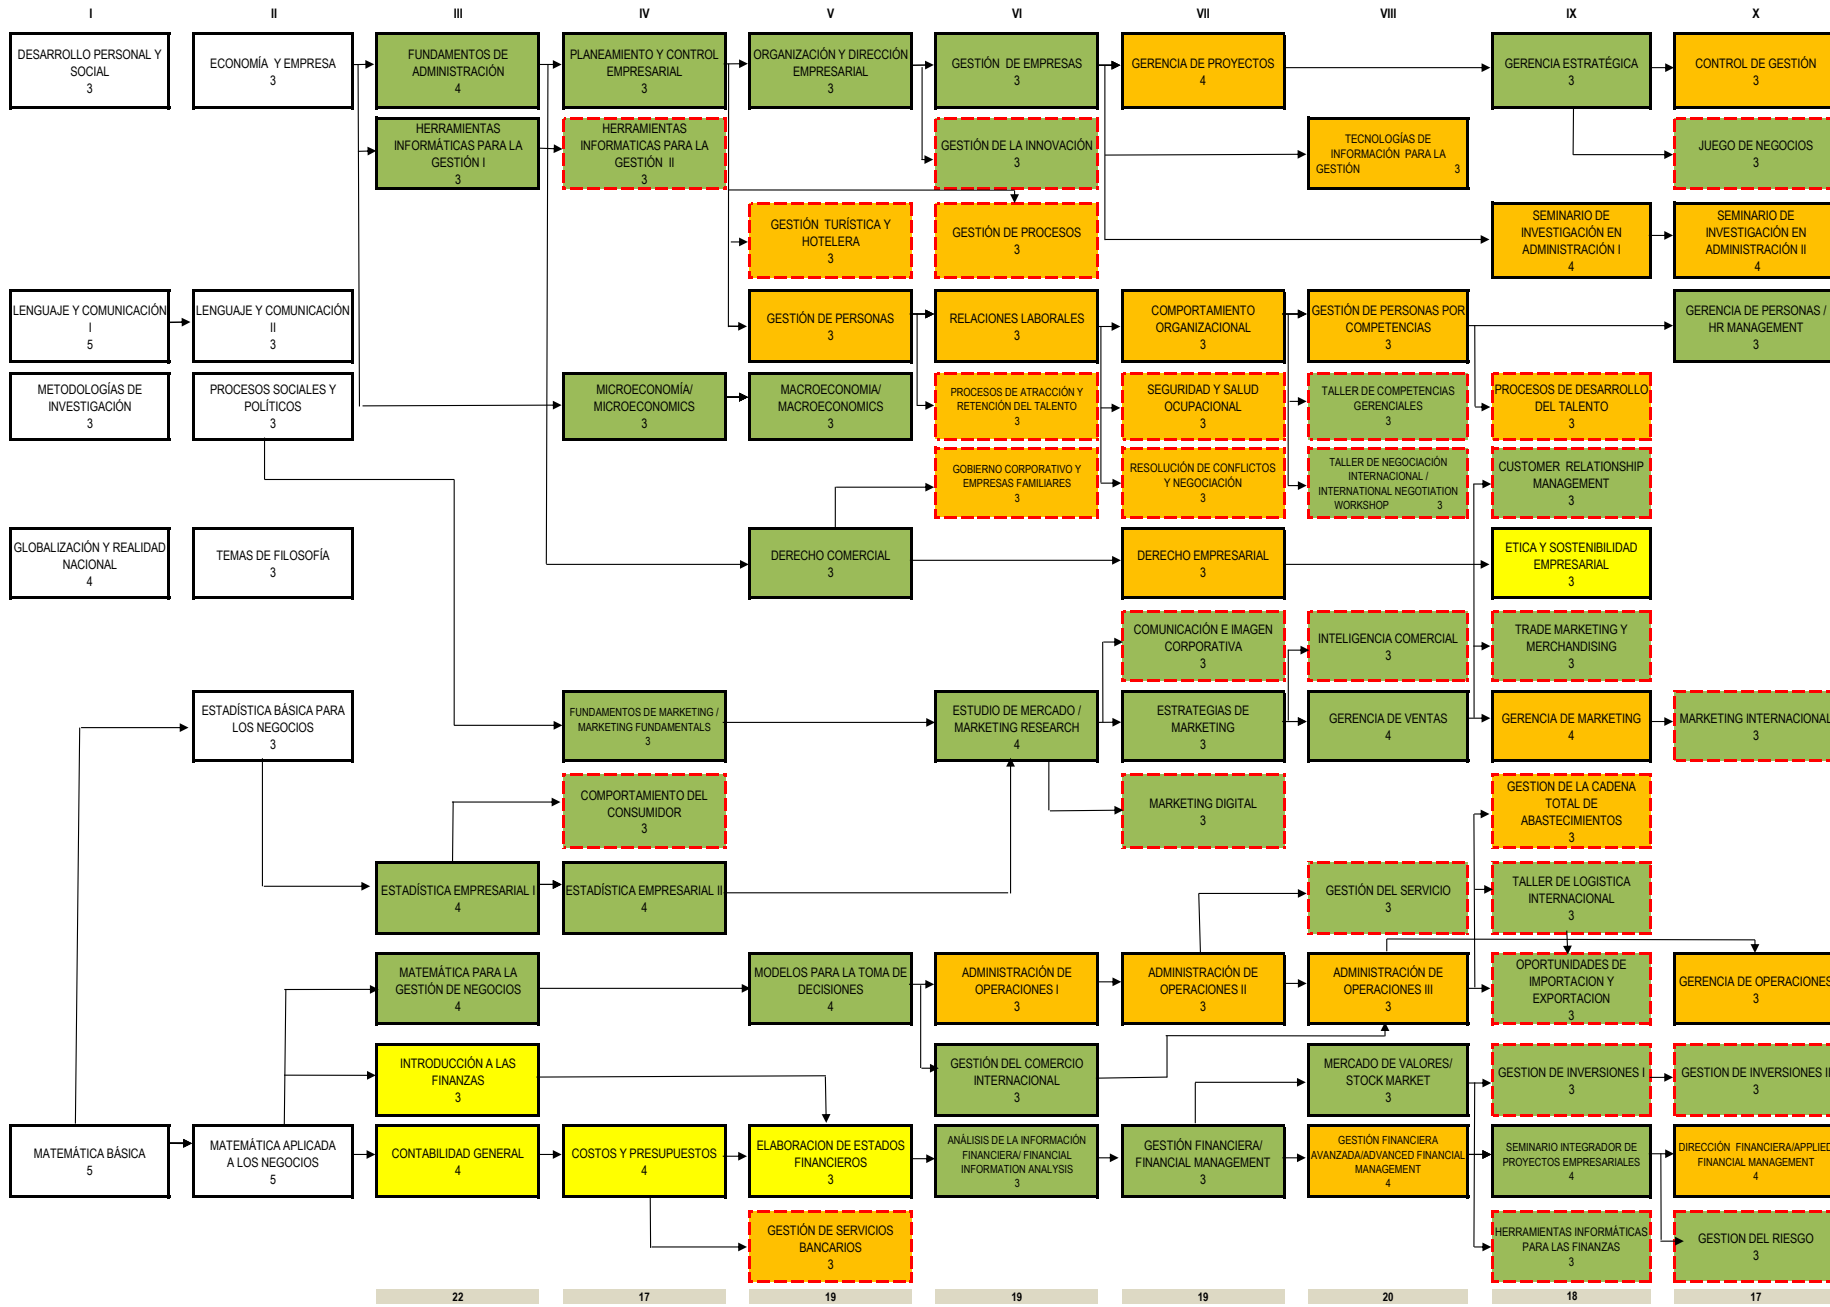 I
II
III
IV
V
VI
VII
VIII
IX
X
DESARROLLO PERSONAL Y
SOCIAL
3
ECONOMÍA Y EMPRESA
3
FUNDAMENTOS DE
ADMINISTRACIÓN
4
PLANEAMIENTO Y CONTROL
EMPRESARIAL
3
ORGANIZACIÓN Y DIRECCIÓN
EMPRESARIAL
3
GESTIÓN DE EMPRESAS
3
GERENCIA DE PROYECTOS
4
GERENCIA ESTRATÉGICA
3
CONTROL DE GESTIÓN
3
HERRAMIENTAS
INFORMÁTICAS PARA LA
GESTIÓN I
3
HERRAMIENTAS
INFORMATICAS PARA LA
GESTIÓN II
3
GESTIÓN DE LA INNOVACIÓN
3
TECNOLOGÍAS DE
INFORMACIÓN PARA LA
GESTIÓN 3
JUEGO DE NEGOCIOS
3
GESTIÓN TURÍSTICA Y
HOTELERA
3
GESTIÓN DE PROCESOS
3
SEMINARIO DE
INVESTIGACIÓN EN
ADMINISTRACIÓN I
4
SEMINARIO DE
INVESTIGACIÓN EN
ADMINISTRACIÓN II
4
LENGUAJE Y COMUNICACIÓN
I
5
LENGUAJE Y COMUNICACIÓN
II
3
GESTIÓN DE PERSONAS
3
RELACIONES LABORALES
3
COMPORTAMIENTO
ORGANIZACIONAL
3
GESTIÓN DE PERSONAS POR
COMPETENCIAS
3
GERENCIA DE PERSONAS /
HR MANAGEMENT
3
METODOLOGÍAS DE
INVESTIGACIÓN
3
PROCESOS SOCIALES Y
POLÍTICOS
3
MICROECONOMÍA/
MICROECONOMICS
3
MACROECONOMIA/
MACROECONOMICS
3
PROCESOS DE ATRACCIÓN Y
RETENCIÓN DEL TALENTO
3
SEGURIDAD Y SALUD
OCUPACIONAL
3
TALLER DE COMPETENCIAS
GERENCIALES
3
PROCESOS DE DESARROLLO
DEL TALENTO
3
GOBIERNO CORPORATIVO Y
EMPRESAS FAMILIARES
3
RESOLUCIÓN DE CONFLICTOS
Y NEGOCIACIÓN
3
TALLER DE NEGOCIACIÓN
INTERNACIONAL /
INTERNATIONAL NEGOTIATION
WORKSHOP 3
CUSTOMER RELATIONSHIP
MANAGEMENT
3
GLOBALIZACIÓN Y REALIDAD
NACIONAL
4
TEMAS DE FILOSOFÍA
3
DERECHO COMERCIAL
3
DERECHO EMPRESARIAL
3
ETICA Y SOSTENIBILIDAD
EMPRESARIAL
3
COMUNICACIÓN E IMAGEN
CORPORATIVA
3
INTELIGENCIA COMERCIAL
3
TRADE MARKETING Y
MERCHANDISING
3
ESTADÍSTICA BÁSICA PARA
LOS NEGOCIOS
3
FUNDAMENTOS DE MARKETING /
MARKETING FUNDAMENTALS
3
ESTUDIO DE MERCADO /
MARKETING RESEARCH
4
ESTRATEGIAS DE
MARKETING
3
GERENCIA DE VENTAS
4
GERENCIA DE MARKETING
4
MARKETING INTERNACIONAL
3
COMPORTAMIENTO DEL
CONSUMIDOR
3
MARKETING DIGITAL
3
GESTION DE LA CADENA
TOTAL DE
ABASTECIMIENTOS
3
ESTADÍSTICA EMPRESARIAL I
4
ESTADÍSTICA EMPRESARIAL II
4
GESTIÓN DEL SERVICIO
3
TALLER DE LOGISTICA
INTERNACIONAL
3
MATEMÁTICA PARA LA
GESTIÓN DE NEGOCIOS
4
MODELOS PARA LA TOMA DE
DECISIONES
4
ADMINISTRACIÓN DE
OPERACIONES I
3
ADMINISTRACIÓN DE
OPERACIONES II
3
ADMINISTRACIÓN DE
OPERACIONES III
3
OPORTUNIDADES DE
IMPORTACION Y
EXPORTACION
3
GERENCIA DE OPERACIONES
3
INTRODUCCIÓN A LAS
FINANZAS
3
GESTIÓN DEL COMERCIO
INTERNACIONAL
3
MERCADO DE VALORES/
STOCK MARKET
3
GESTION DE INVERSIONES I
3
GESTION DE INVERSIONES II
3
MATEMÁTICA BÁSICA
5
MATEMÁTICA APLICADA
A LOS NEGOCIOS
5
CONTABILIDAD GENERAL
4
COSTOS Y PRESUPUESTOS
4
ELABORACION DE ESTADOS
FINANCIEROS
3
ANÁLISIS DE LA INFORMACIÓN
FINANCIERA/ FINANCIAL
INFORMATION ANALYSIS
3
GESTIÓN FINANCIERA/
FINANCIAL MANAGEMENT
3
GESTIÓN FINANCIERA
AVANZADA/ADVANCED FINANCIAL
MANAGEMENT
4
SEMINARIO INTEGRADOR DE
PROYECTOS EMPRESARIALES
4
DIRECCIÓN FINANCIERA/APPLIED
FINANCIAL MANAGEMENT
4
GESTIÓN DE SERVICIOS
BANCARIOS
3
HERRAMIENTAS INFORMÁTICAS
PARA LAS FINANZAS
3
GESTION DEL RIESGO
3
22
17
19
19
19
20
18
17